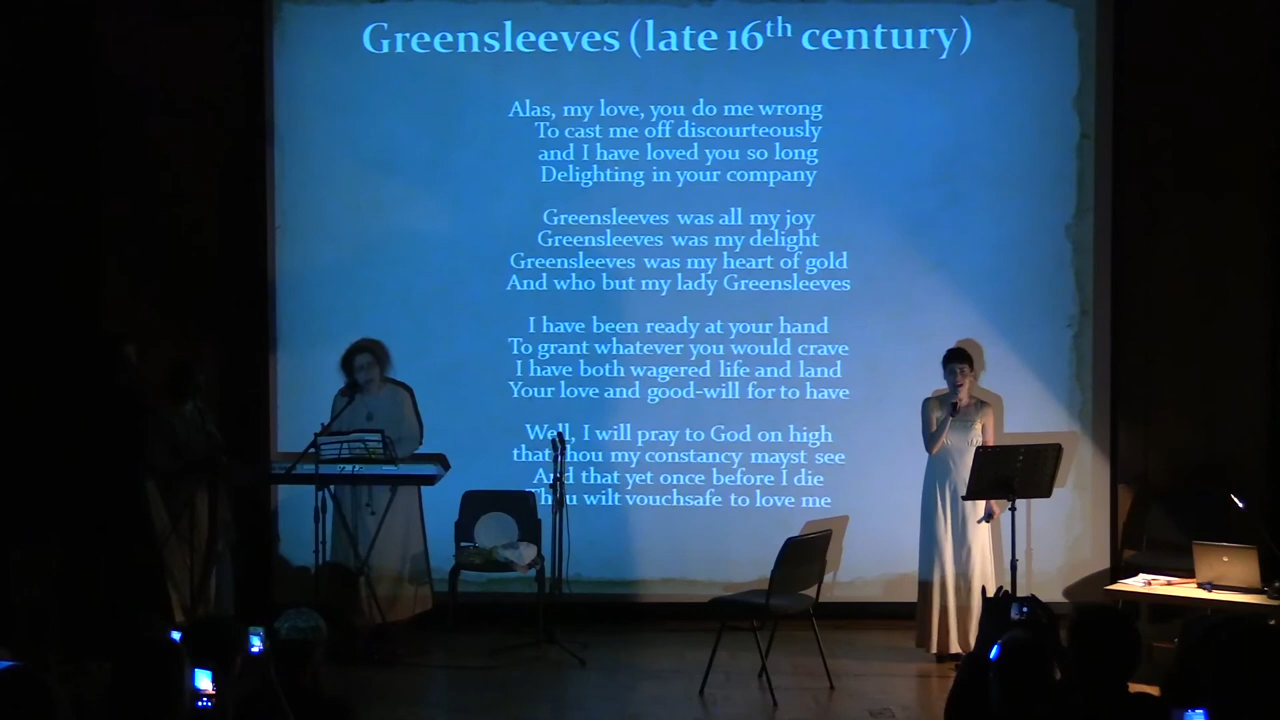 Greensleeves (late 16th century)
Alas, my love, you do me wrong
To cast me off discourteously
and I have loved you so long
Delighting in your company
Greensleeves was all my joy
Greensleeves was my delight
Greensleeves was my heart of gold
And who but my lady Greensleeves
I have been ready at your hand
To grant whatever you would crave
I have both wagered life and land
Your love and good-will for to have
Well, I will pray to God on high
that thou my constancy mayst see
And that yet once before I die
Thou wilt vouchsafe to love me